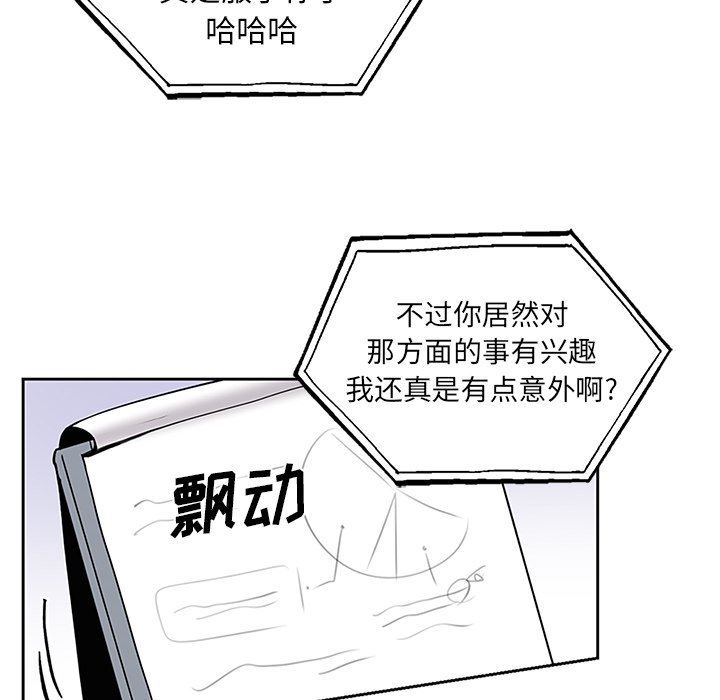 哈哈哈
不过你居然对
那方面的事有兴趣
我还真是有点意外啊?
飘动